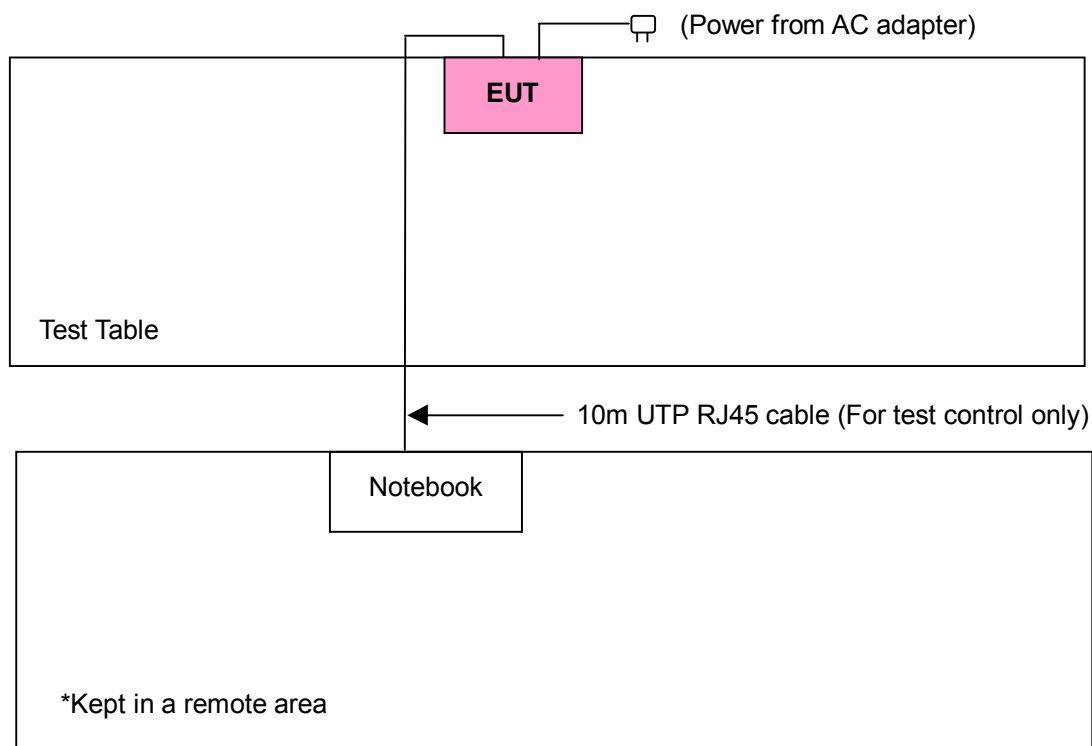 (Power from AC adapter)
EUT
Test Table
10m UTP RJ45 cable (For test control only)
Notebook
*Kept in a remote area